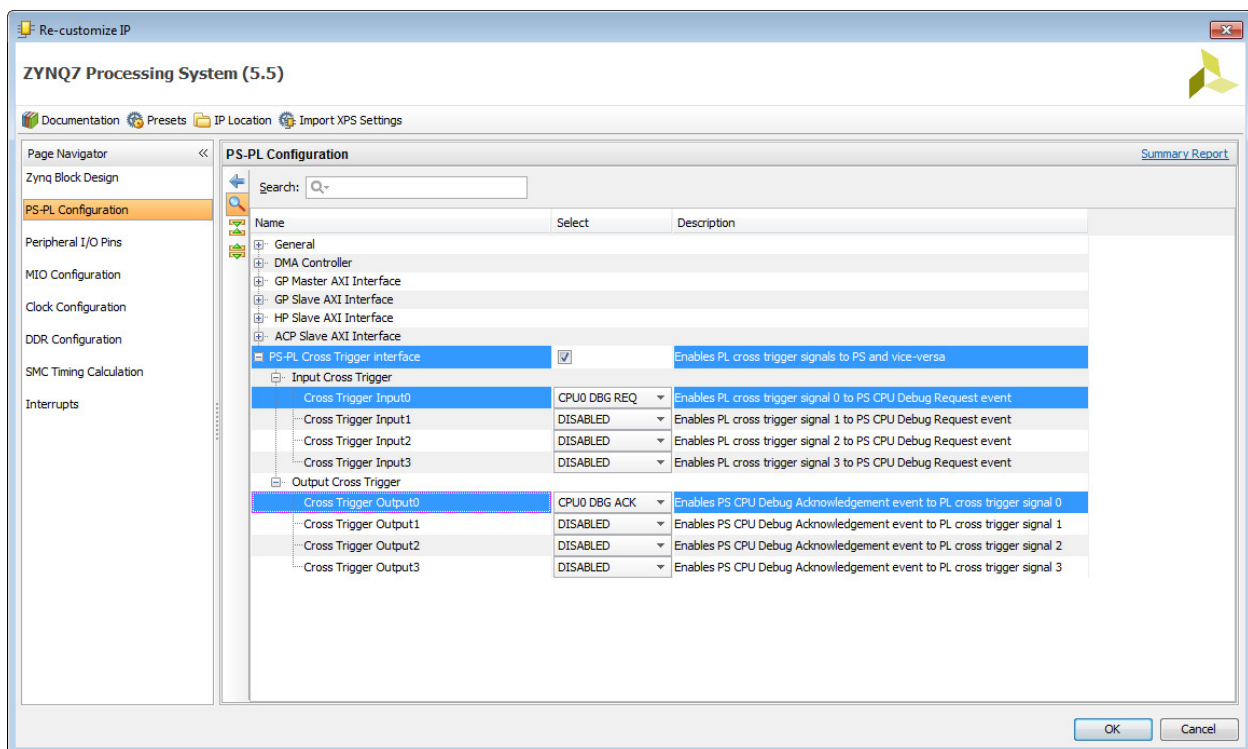 Re-customize IP
ZYNQ7 Processing System (5.5)
Documentation Presets IP Location Import XPS Settings
Page Navigator «
Zynq Block Design
PS-PL Configuration
Peripheral I/O Pins
MIO Configuration
Clock Configuration
DDR Configuration
SMC Timing Calculation
Interrupts
PS-PL Configuration Summary Report
Search:
Name Select Description
General
DMA Controller
GP Master AXI Interface
GP Slave AXI Interface
HP Slave AXI Interface
ACP Slave AXI Interface
PS-PL Cross Trigger interface Enables PL cross trigger signals to PS and vice-versa
Input Cross Trigger
Cross Trigger Input0 CPU0 DBG REQ Enables PL cross trigger signal 0 to PS CPU Debug Request event
Cross Trigger Input1 DISABLED Enables PL cross trigger signal 1 to PS CPU Debug Request event
Cross Trigger Input2 DISABLED Enables PL cross trigger signal 2 to PS CPU Debug Request event
Cross Trigger Input3 DISABLED Enables PL cross trigger signal 3 to PS CPU Debug Request event
Output Cross Trigger
Cross Trigger Output0 CPU0 DBG ACK Enables PS CPU Debug Acknowledgement event to PL cross trigger signal 0
Cross Trigger Output1 DISABLED Enables PS CPU Debug Acknowledgement event to PL cross trigger signal 1
Cross Trigger Output2 DISABLED Enables PS CPU Debug Acknowledgement event to PL cross trigger signal 2
Cross Trigger Output3 DISABLED Enables PS CPU Debug Acknowledgement event to PL cross trigger signal 3
OK Cancel